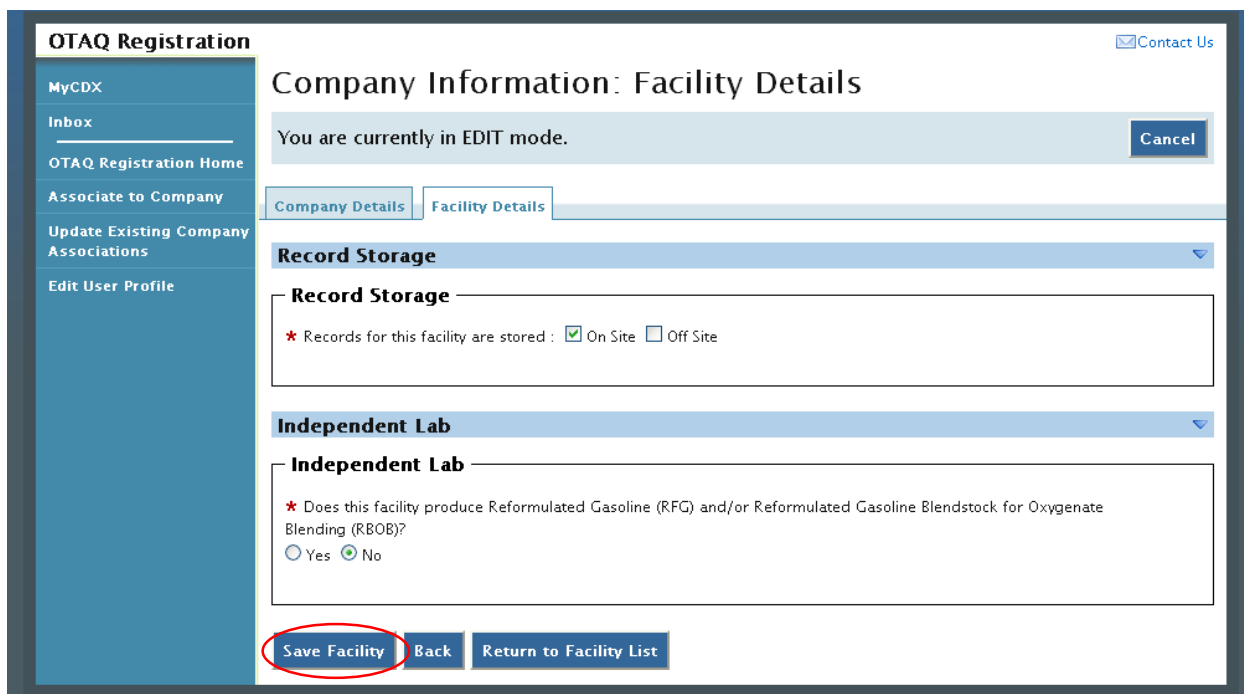 OTAQ Registration
Contact Us
MyCDX
Inbox
OTAQ Registration Home
Associate to Company
Update Existing Company
Associations
Edit User Profile
Company Information: Facility Details
You are currently in EDIT mode.
Cancel
Company Details
Facility Details
Record Storage
Record Storage
* Records for this facility are stored : On Site Off Site
Independent Lab
Independent Lab
* Does this facility produce Reformulated Gasoline (RFG) and/or Reformulated Gasoline Blendstock for Oxygenate
Blending (RBOB)?
Yes No
Save Facility Back Return to Facility List